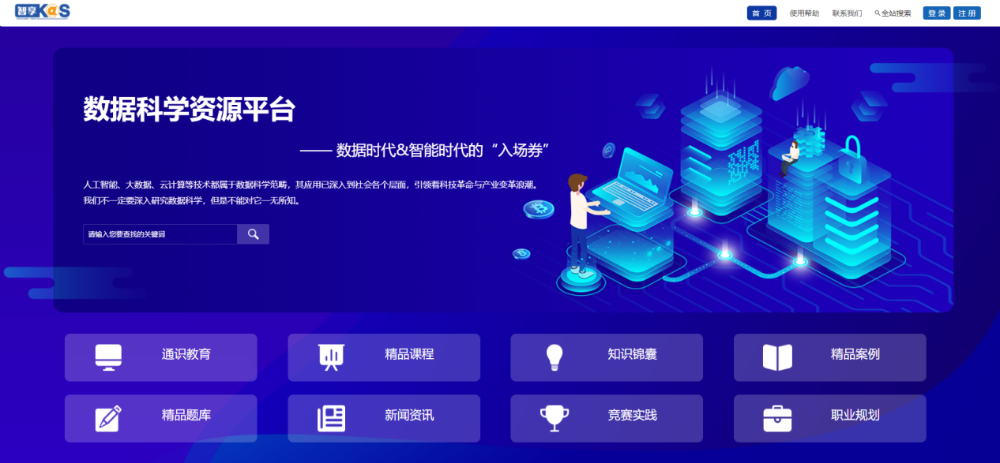 智享KαS
首 页
使用帮助
联系我们
全站搜索
登 录
注 册
数据科学资源平台
—— 数据时代&智能时代的“入场券”
人工智能、大数据、云计算等技术都属于数据科学范畴，其应用已深入到社会各个层面，引领着科技革命与产业变革浪潮。
我们不一定要深入研究数据科学，但是不能对它一无所知。
请输入您要查找的关键词
通识教育
精品课程
知识锦囊
精品案例
精品题库
新闻资讯
竞赛实践
职业规划